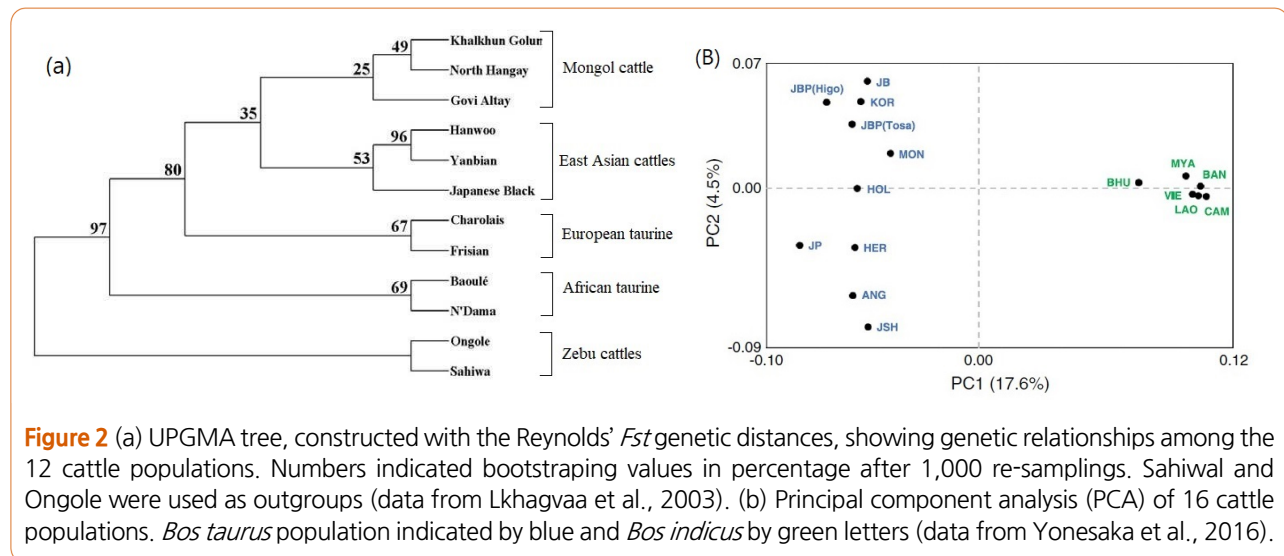 (a)
49
Khalkhun Golun
North Hangay
25
Govi Altay
Mongol cattle
35
Hanwoo
96
Yanbian
53
Japanese Black
East Asian cattles
80
Charolais
67
Frisian
European taurine
97
Baoulé
69
N'Dama
African taurine
Ongole
Sahiwa
Zebu cattles
(B)
0.07
JB
JBP(Higo)
KOR
JBP(Tosa)
MON
MYA
BHU
BAN
0.00
HOL
VIE
LAO
CAM
PC2 (4.5%)
JP
HER
ANG
JSH
-0.09
-0.10
0.00
0.12
PC1 (17.6%)
Figure 2 (a) UPGMA tree, constructed with the Reynolds' Fst genetic distances, showing genetic relationships among the
12 cattle populations. Numbers indicated bootstraping values in percentage after 1,000 re-samplings. Sahiwal and
Ongole were used as outgroups (data from Lkhagvaa et al., 2003). (b) Principal component analysis (PCA) of 16 cattle
populations. Bos taurus population indicated by blue and Bos indicus by green letters (data from Yonesaka et al., 2016).